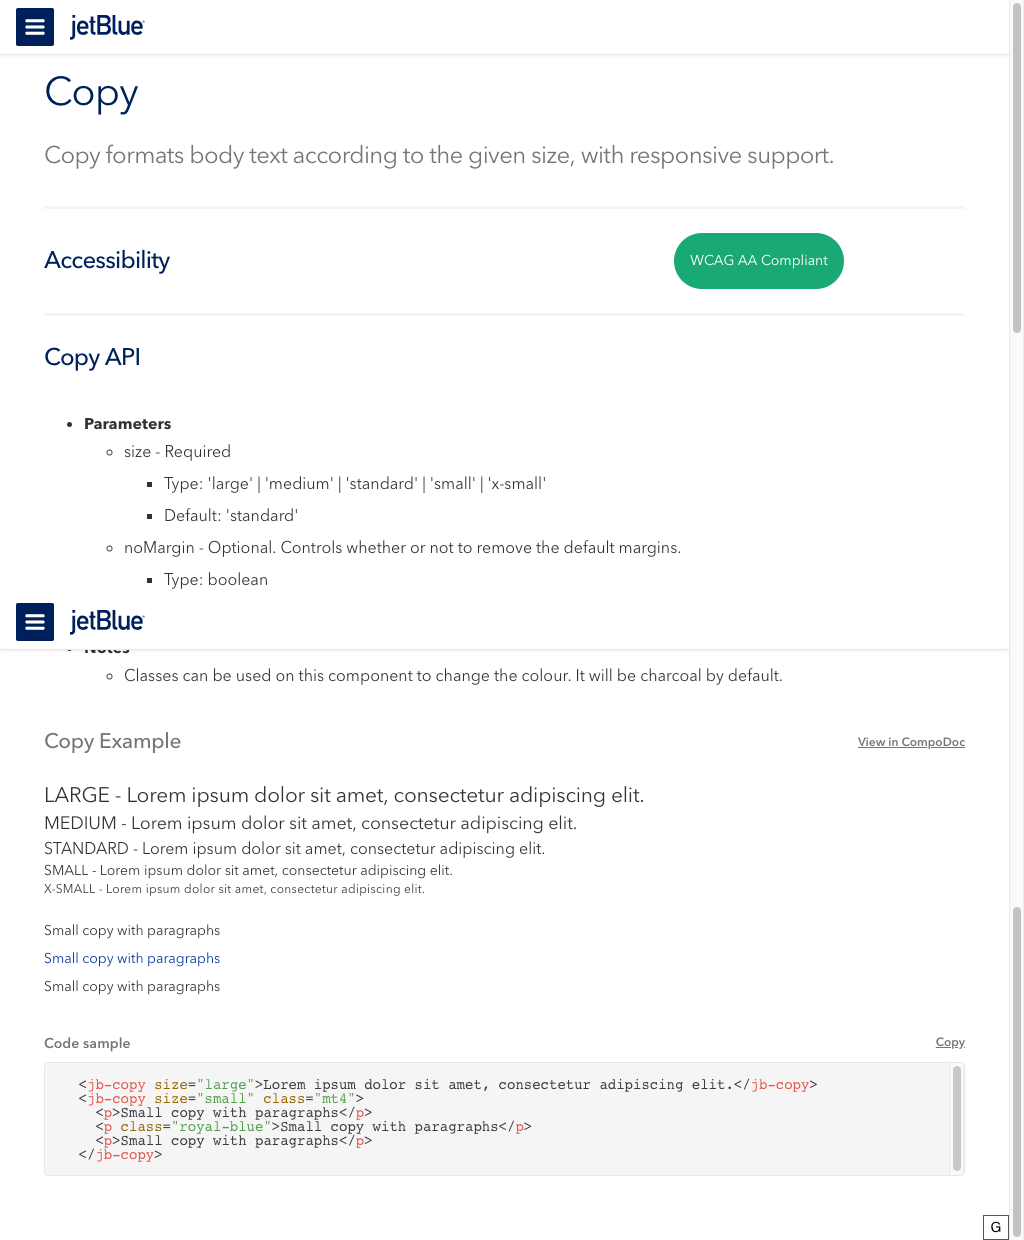 jetBlue
Copy
Copy formats body text according to the given size, with responsive support.
Accessibility
WCAG AA Compliant
Copy API
Parameters
size - Required
Type: 'large' | 'medium' | 'standard' | 'small' | 'x-small'
Default: 'standard'
noMargin - Optional. Controls whether or not to remove the default margins.
Type: boolean
jetBlue
Notes
Classes can be used on this component to change the colour. It will be charcoal by default.
Copy Example
View in CompoDoc
LARGE - Lorem ipsum dolor sit amet, consectetur adipiscing elit.
MEDIUM - Lorem ipsum dolor sit amet, consectetur adipiscing elit.
STANDARD - Lorem ipsum dolor sit amet, consectetur adipiscing elit.
SMALL - Lorem ipsum dolor sit amet, consectetur adipiscing elit.
X-SMALL - Lorem ipsum dolor sit amet, consectetur adipiscing elit.
Small copy with paragraphs
Small copy with paragraphs
Small copy with paragraphs
Code sample
Copy
<jb-copy size="large">Lorem ipsum dolor sit amet, consectetur adipiscing elit.</jb-copy>
<jb-copy size="small" class="mt4">
<p>Small copy with paragraphs</p>
<p class="royal-blue">Small copy with paragraphs</p>
<p>Small copy with paragraphs</p>
</jb-copy>
G